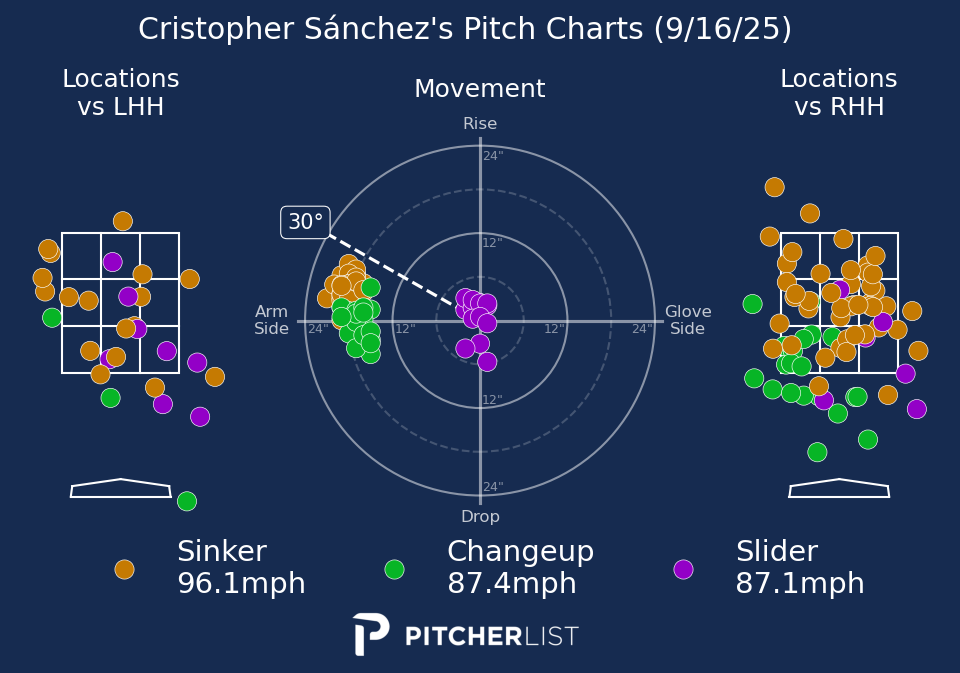 Cristopher Sánchez's Pitch Charts (9/16/25)
Locations
vs LHH
Movement
Locations
vs RHH
Rise
24"
30°
12"
Arm
Side
24"
12"
12"
24"
Glove
Side
12"
24"
Drop
Sinker
96.1mph
Changeup
87.4mph
Slider
87.1mph
PITCHERLIST